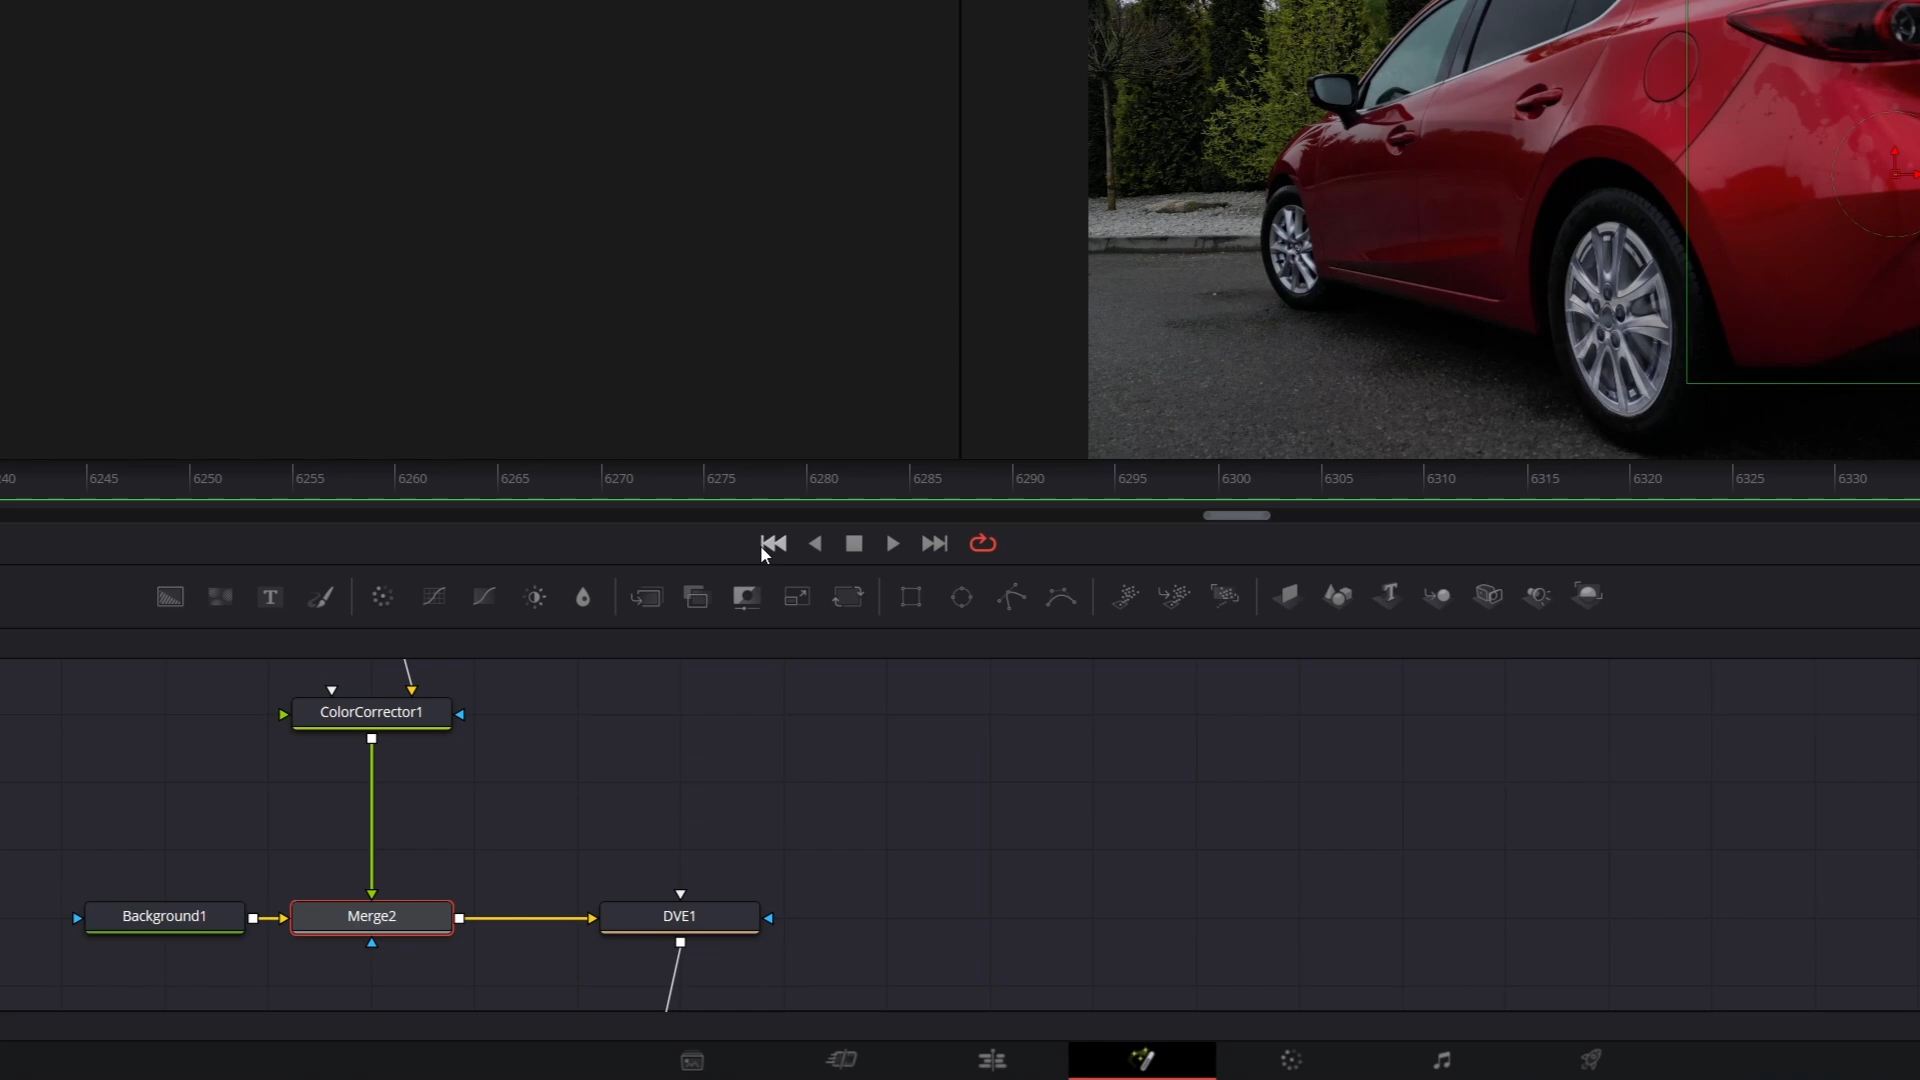 40 6245 6250 6255 6260 6265 6270 6275 6280 6285 6290 6295 6300 6305 6310 6315 6320 6325 6330
T T
ColorCorrector1
Background1 Merge2 DVE1